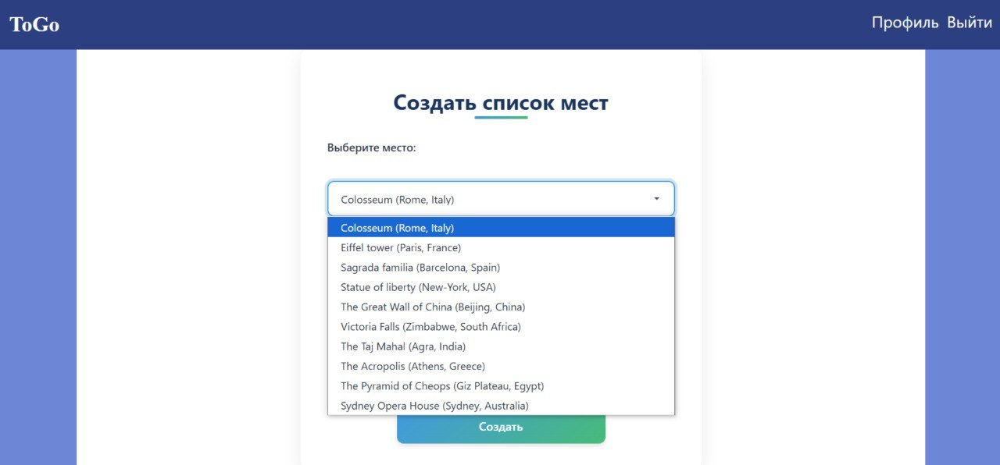 ToGo
Профиль Выйти
Создать список мест
Выберите место:
Colosseum (Rome, Italy)
Colosseum (Rome, Italy)
Eiffel tower (Paris, France)
Sagrada familia (Barcelona, Spain)
Statue of liberty (New-York, USA)
The Great Wall of China (Beijing, China)
Victoria Falls (Zimbabwe, South Africa)
The Taj Mahal (Agra, India)
The Acropolis (Athens, Greece)
The Pyramid of Cheops (Giz Plateau, Egypt)
Sydney Opera House (Sydney, Australia)
Создать